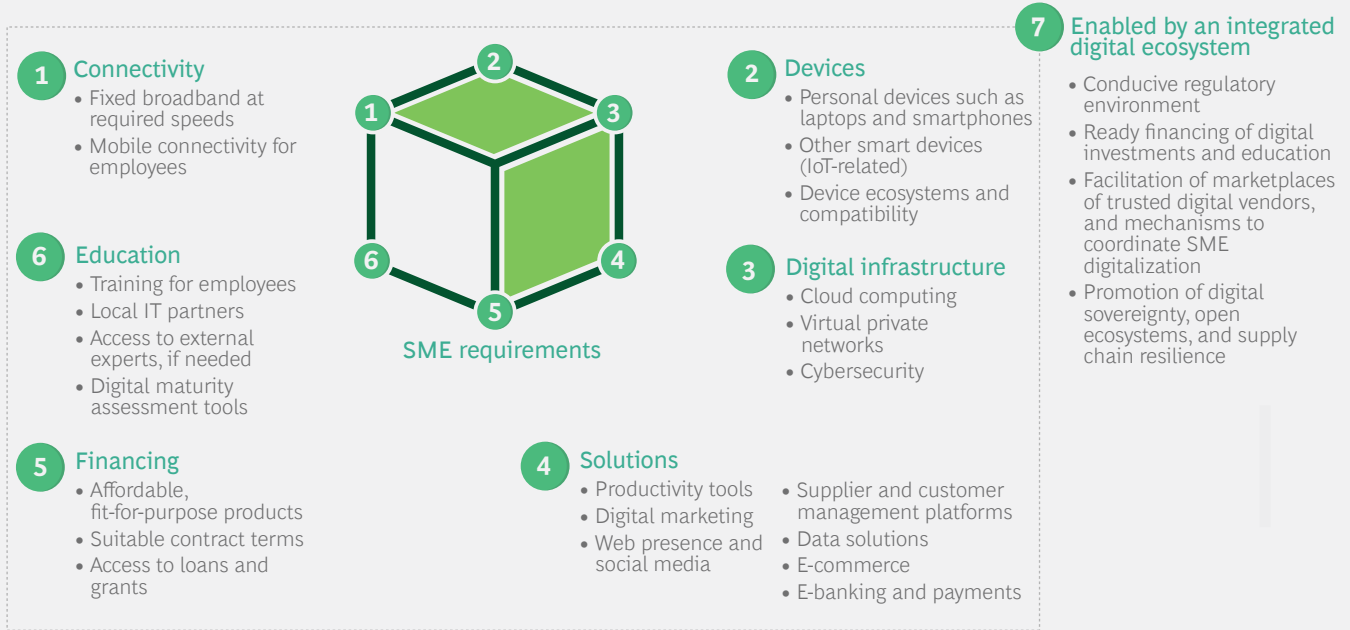 1
Connectivity
• Fixed broadband at
required speeds
• Mobile connectivity for
employees
6
Education
• Training for employees
• Local IT partners
• Access to external
experts, if needed
• Digital maturity
assessment tools
5
Financing
• Affordable,
fit-for-purpose products
• Suitable contract terms
• Access to loans and
grants
2
1
3
6
4
5
SME requirements
2
Devices
• Personal devices such as
laptops and smartphones
• Other smart devices
(IoT-related)
• Device ecosystems and
compatibility
3
Digital infrastructure
• Cloud computing
• Virtual private
networks
• Cybersecurity
4
Solutions
• Productivity tools
• Digital marketing
• Web presence and
social media
• Supplier and customer
management platforms
• Data solutions
• E-commerce
• E-banking and payments
7
Enabled by an integrated
digital ecosystem
• Conducive regulatory
environment
• Ready financing of digital
investments and education
• Facilitation of marketplaces
of trusted digital vendors,
and mechanisms to
coordinate SME
digitalization
• Promotion of digital
sovereignty, open
ecosystems, and supply
chain resilience